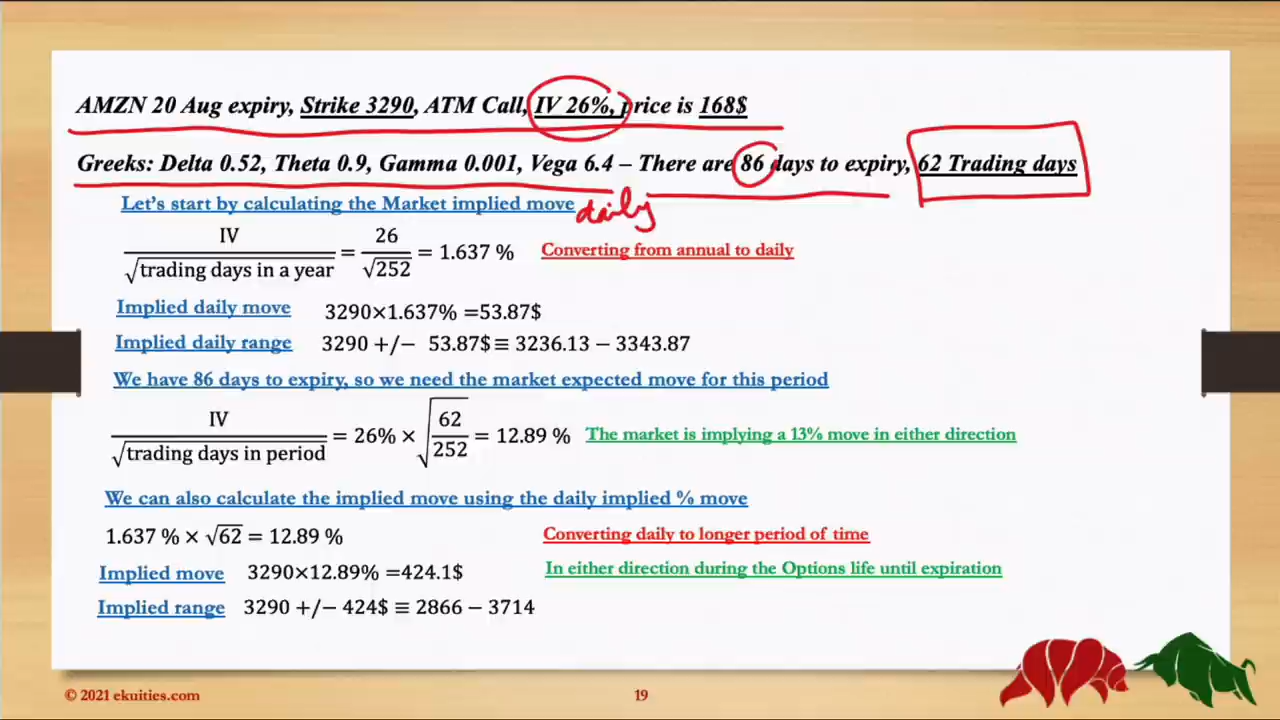 AMZN 20 Aug expiry, Strike 3290, ATM Call, IV 26%, price is 168$
Greeks: Delta 0.52, Theta 0.9, Gamma 0.001, Vega 6.4 – There are 86 days to expiry, 62 Trading days
Let's start by calculating the Market implied move daily
IV / √trading days in a year = 26 / √252 = 1.637 % Converting from annual to daily
Implied daily move 3290×1.637% =53.87$
Implied daily range 3290 +/− 53.87$ ≡ 3236.13 − 3343.87
We have 86 days to expiry, so we need the market expected move for this period
IV / √trading days in period = 26% × √(62/252) = 12.89 % The market is implying a 13% move in either direction
We can also calculate the implied move using the daily implied % move
1.637 % × √62 = 12.89 % Converting daily to longer period of time
Implied move 3290×12.89% =424.1$ In either direction during the Options life until expiration
Implied range 3290 +/− 424$ ≡ 2866 − 3714
© 2021 ekuities.com 19